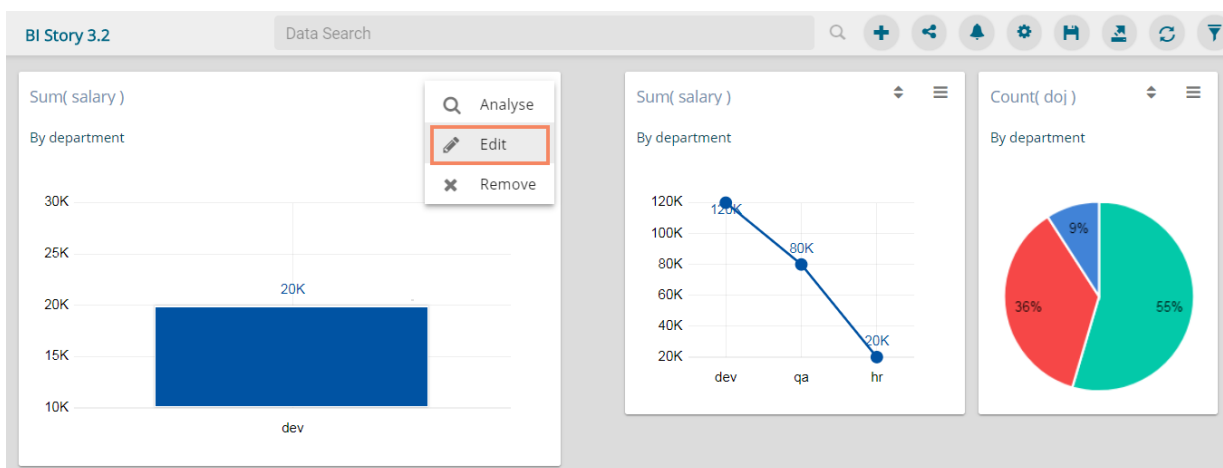 BI Story 3.2
Data Search
Sum( salary )
By department
Analyse
Edit
Remove
30K
25K
20K
15K
10K
20K
dev
Sum( salary )
By department
120K
100K
80K
60K
40K
20K
120K
80K
20K
dev qa hr
Count( doj )
By department
9%
36%
55%